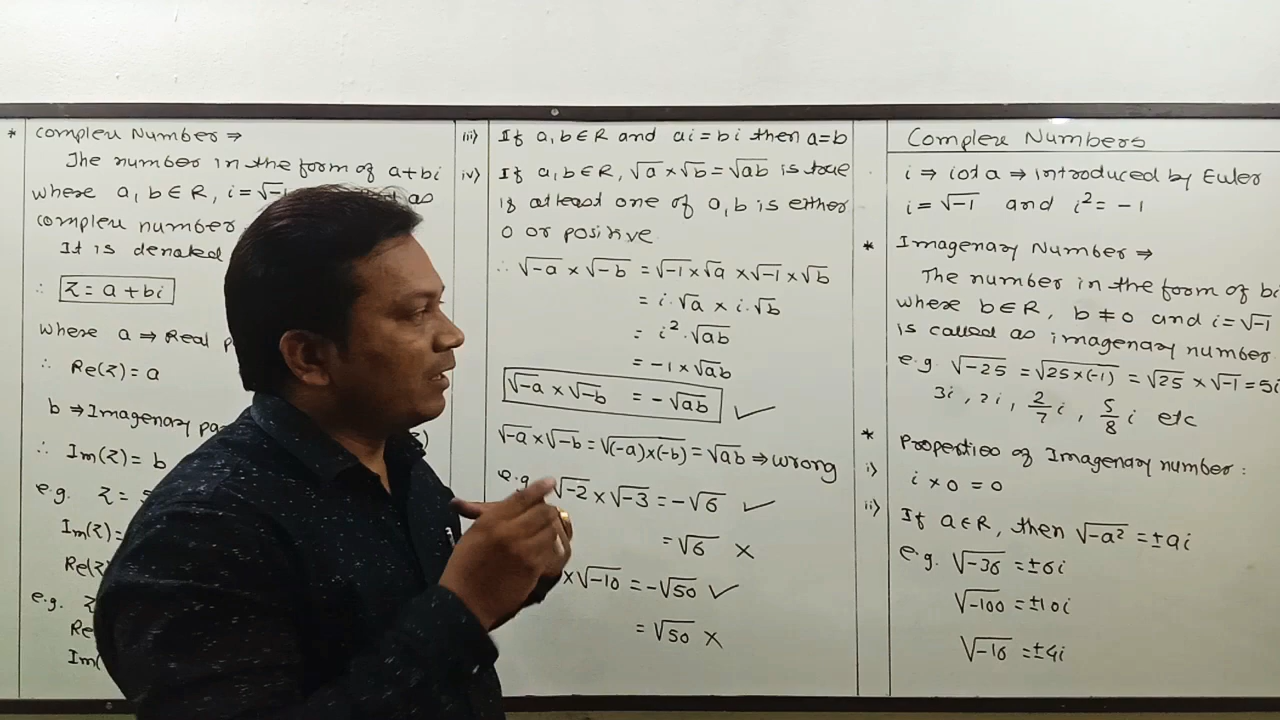 Complex Numbers
i ⇒ iota ⇒ introduced by Euler
i = √-1 and i² = -1
* Imagenary Number ⇒
The number in the form of bi
where b ∈ R, b ≠ 0 and i = √-1
is called as imagenary number
e.g. √-25 = √25×(-1) = √25 × √-1 = 5i
3i, 2i, 2/7 i, 5/8 i etc
* Properties of Imagenary number :
i) i × 0 = 0
ii) If a ∈ R, then √-a² = ±ai
e.g. √-36 = ±6i
√-100 = ±10i
√-16 = ±4i
iii) If a, b ∈ R and ai = bi then a = b
iv) If a, b ∈ R, √a × √b = √ab is true
if atleast one of a, b is either
0 or positive
∴ √-a × √-b = √-1 × √a × √-1 × √b
= i·√a × i·√b
= i²·√ab
= -1 × √ab
√-a × √-b = -√ab ✓
√-a × √-b = √(-a)×(-b) = √ab ⇒ wrong
e.g. √-2 × √-3 = -√6 ✓
= √6 ×
× √-10 = -√50 ✓
= √50 ×
* Complex Number ⇒
The number in the form of a + bi
where a, b ∈ R, i = √-1 as
complex number
It is denoted
∴ z = a + bi
where a ⇒ Real
∴ Re(z) = a
b ⇒ Imagenary
∴ Im(z) = b
e.g. z =
Im(z) =
Re(z
e.g. z
Re
Im(